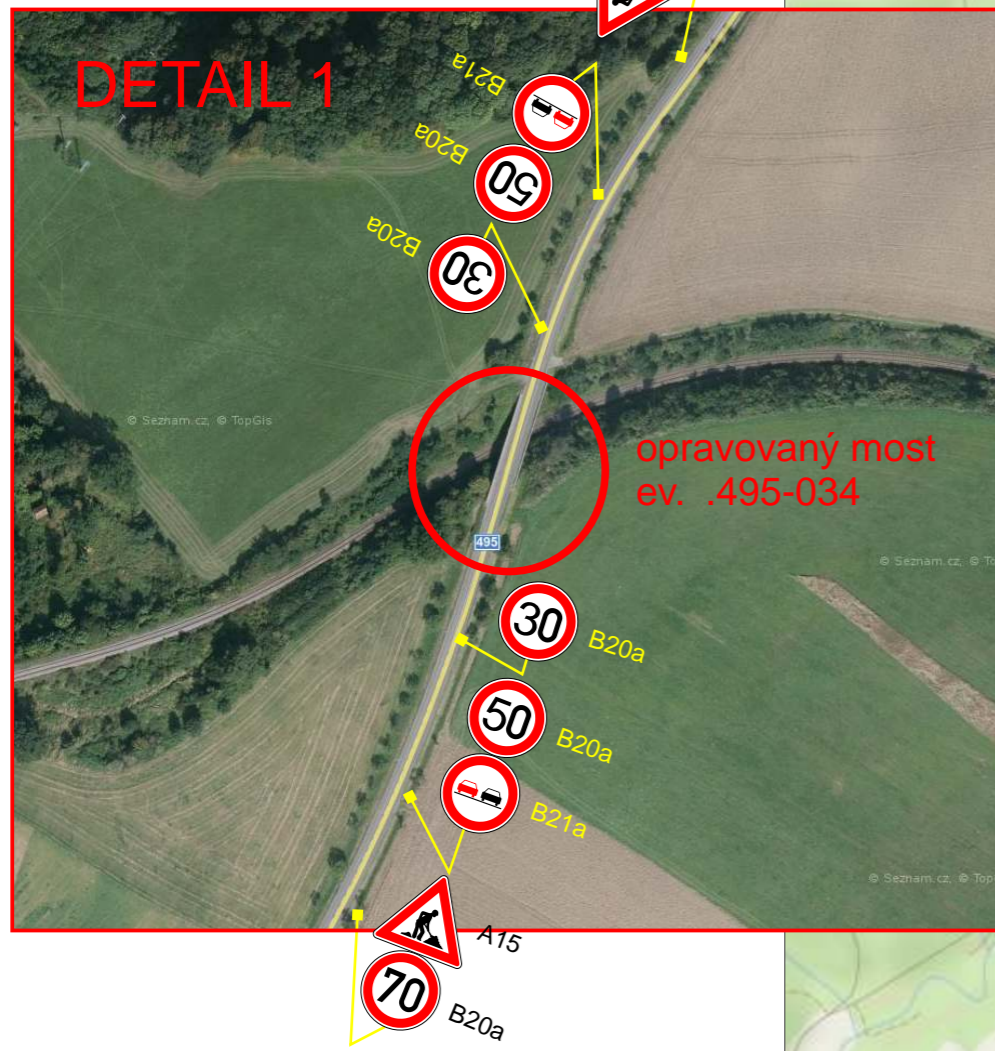 DETAIL 1
B21a
B20a
50
B20a
30
© Seznam.cz, © TopGis
opravovaný most
ev. .495-034
495
© Seznam.cz, © To
30
B20a
50
B20a
B21a
© Seznam.cz, © Top
A15
70
B20a